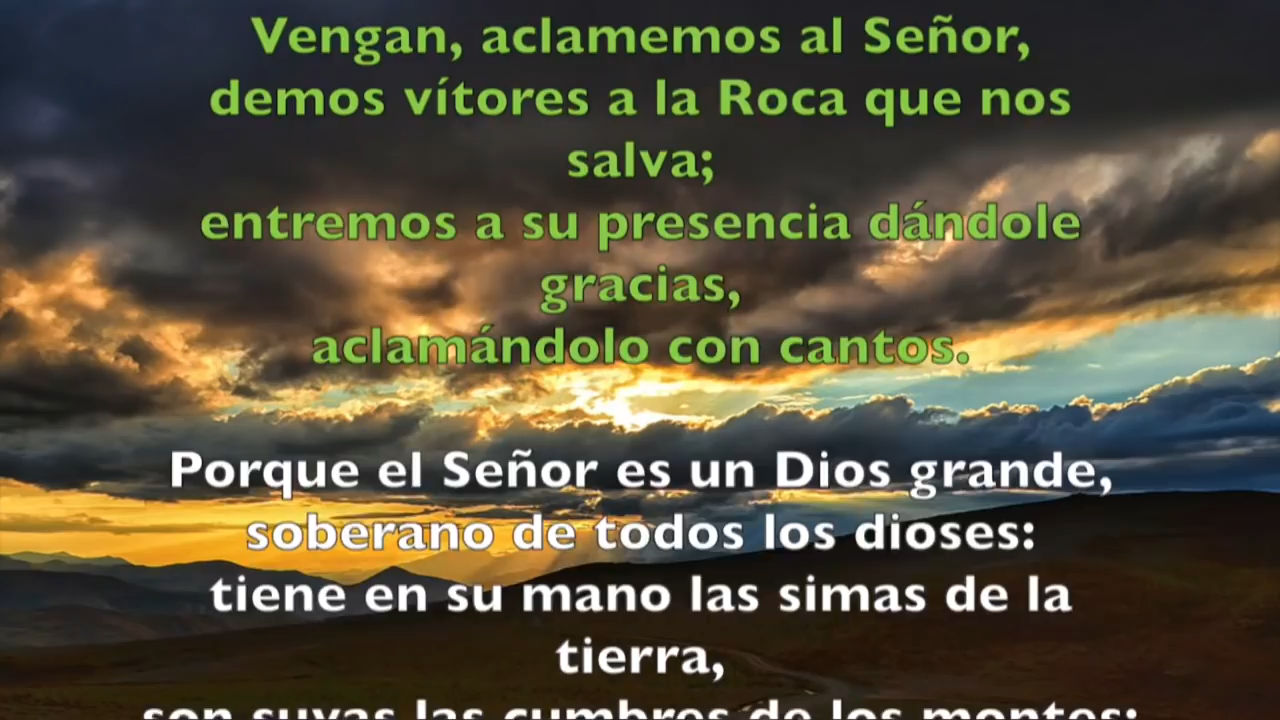 Vengan, aclamemos al Señor,
demos vítores a la Roca que nos
salva;
entremos a su presencia dándole
gracias,
aclamándolo con cantos.
Porque el Señor es un Dios grande,
soberano de todos los dioses:
tiene en su mano las simas de la
tierra,
son suyas las cumbres de los montes;